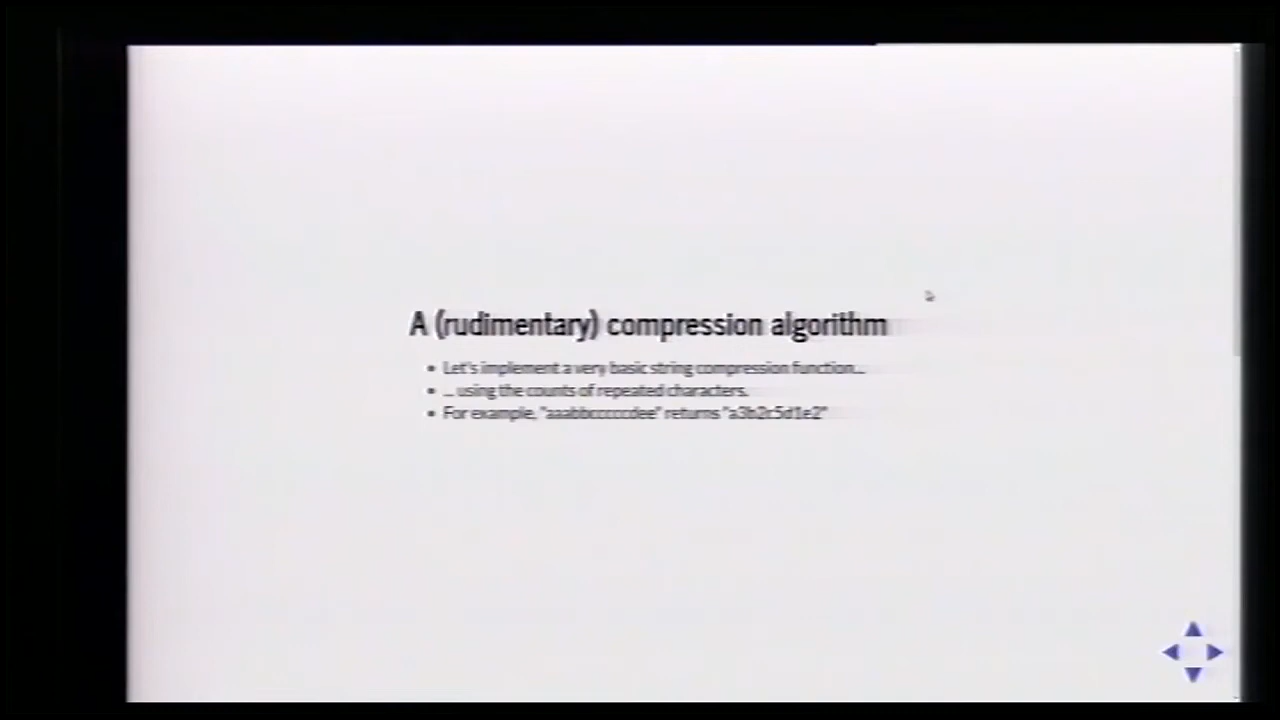 A (rudimentary) compression algorithm
Let's implement a very basic string compression function...
... using the counts of repeated characters.
For example, returns "a3b2c5d1e2"